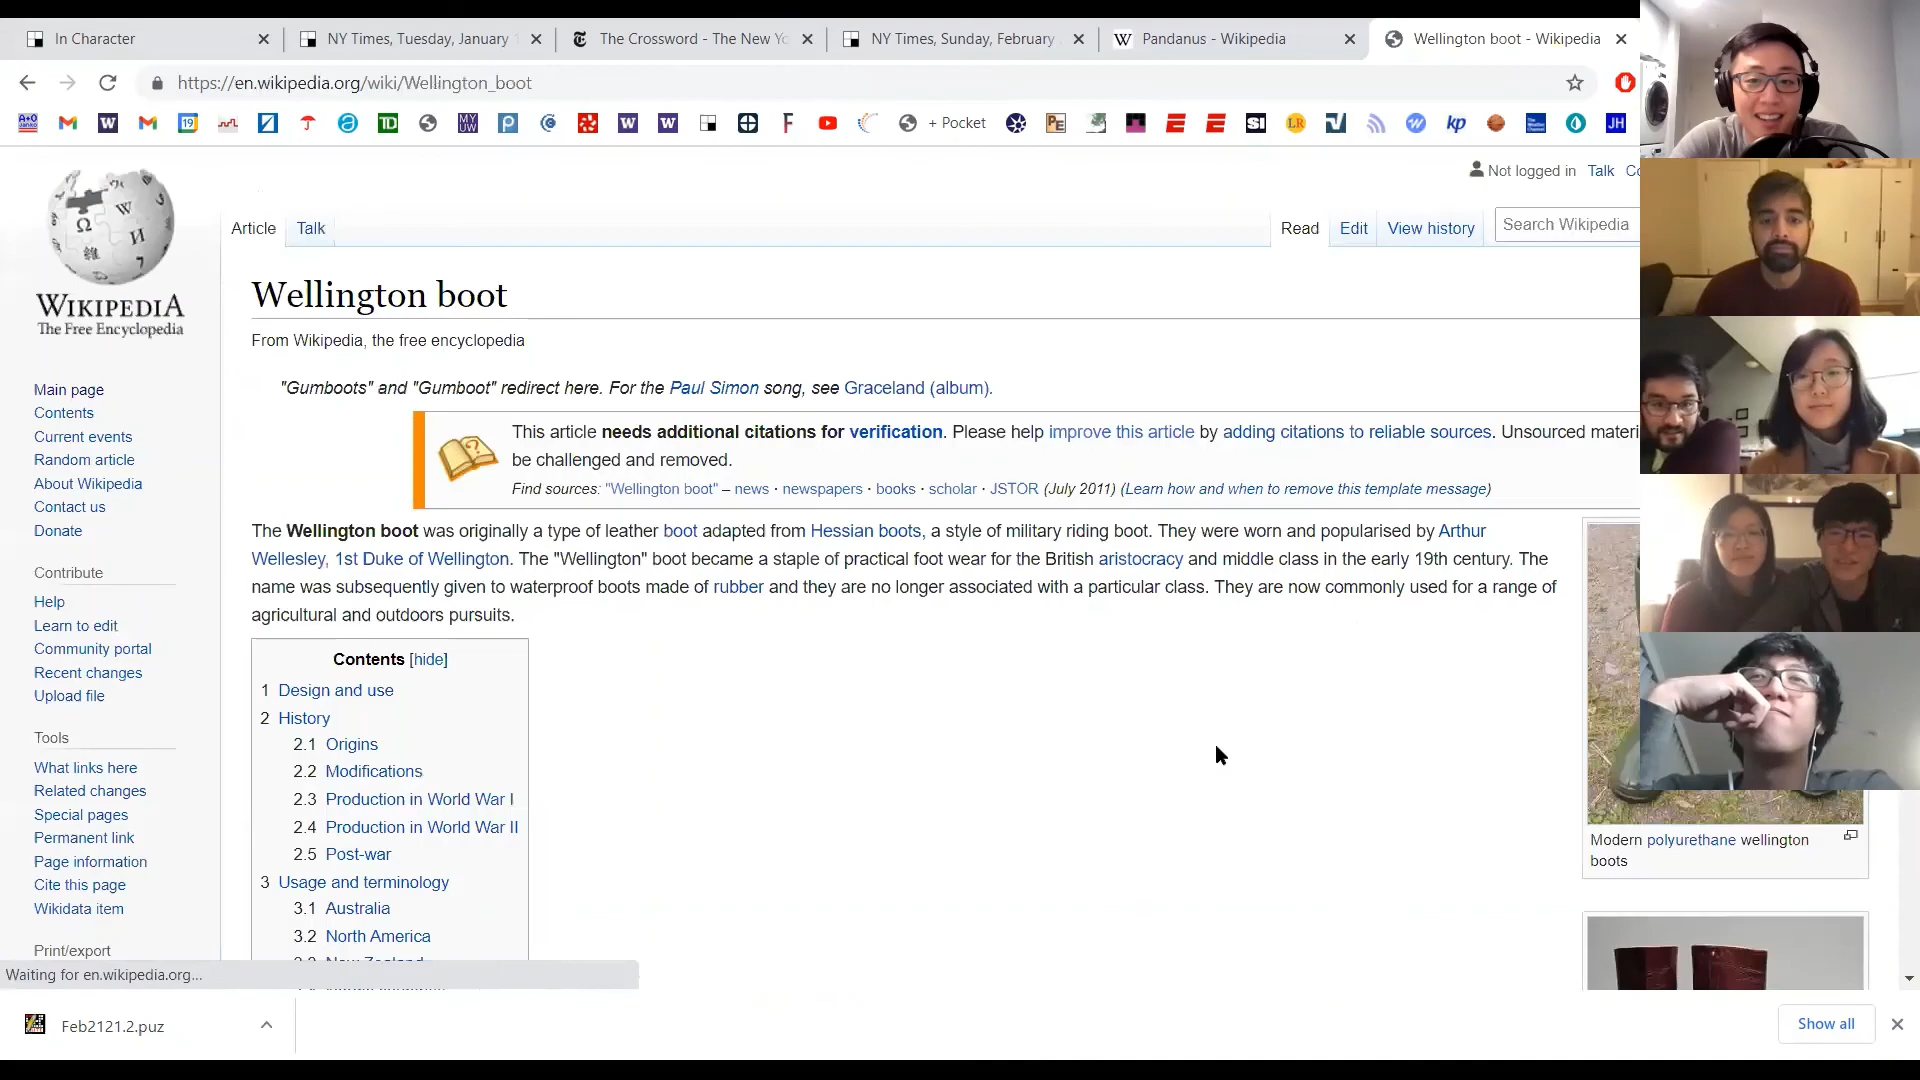 In Character
NY Times, Tuesday, January
The Crossword - The New Yo
NY Times, Sunday, February
Pandanus - Wikipedia
Wellington boot - Wikipedia
https://en.wikipedia.org/wiki/Wellington_boot
+ Pocket
Not logged in Talk Co
Article Talk Read Edit View history Search Wikipedia
WIKIPEDIA
The Free Encyclopedia
Main page
Contents
Current events
Random article
About Wikipedia
Contact us
Donate
Contribute
Help
Learn to edit
Community portal
Recent changes
Upload file
Tools
What links here
Related changes
Special pages
Permanent link
Page information
Cite this page
Wikidata item
Print/export
Wellington boot
From Wikipedia, the free encyclopedia
"Gumboots" and "Gumboot" redirect here. For the Paul Simon song, see Graceland (album).
This article needs additional citations for verification. Please help improve this article by adding citations to reliable sources. Unsourced materi
be challenged and removed.
Find sources: "Wellington boot" – news · newspapers · books · scholar · JSTOR (July 2011) (Learn how and when to remove this template message)
The Wellington boot was originally a type of leather boot adapted from Hessian boots, a style of military riding boot. They were worn and popularised by Arthur
Wellesley, 1st Duke of Wellington. The "Wellington" boot became a staple of practical foot wear for the British aristocracy and middle class in the early 19th century. The
name was subsequently given to waterproof boots made of rubber and they are no longer associated with a particular class. They are now commonly used for a range of
agricultural and outdoors pursuits.
Contents [hide]
1 Design and use
2 History
2.1 Origins
2.2 Modifications
2.3 Production in World War I
2.4 Production in World War II
2.5 Post-war
3 Usage and terminology
3.1 Australia
3.2 North America
Modern polyurethane wellington
boots
Waiting for en.wikipedia.org...
Feb2121.2.puz
Show all